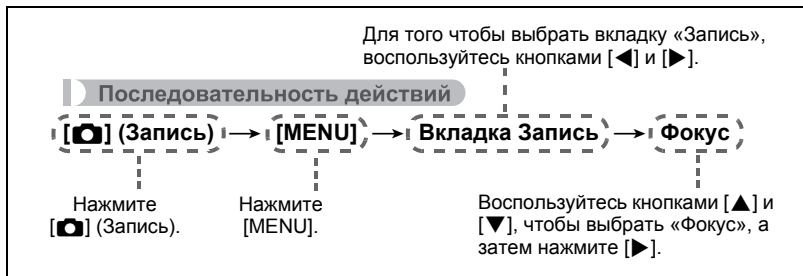 Для того чтобы выбрать вкладку «Запись»,
воспользуйтесь кнопками [◀] и [▶].
Последовательность действий
[📷] (Запись) → [MENU] → Вкладка Запись → Фокус
Нажмите
[📷] (Запись).
Нажмите
[MENU].
Воспользуйтесь кнопками [▲] и
[▼], чтобы выбрать «Фокус», а
затем нажмите [▶].